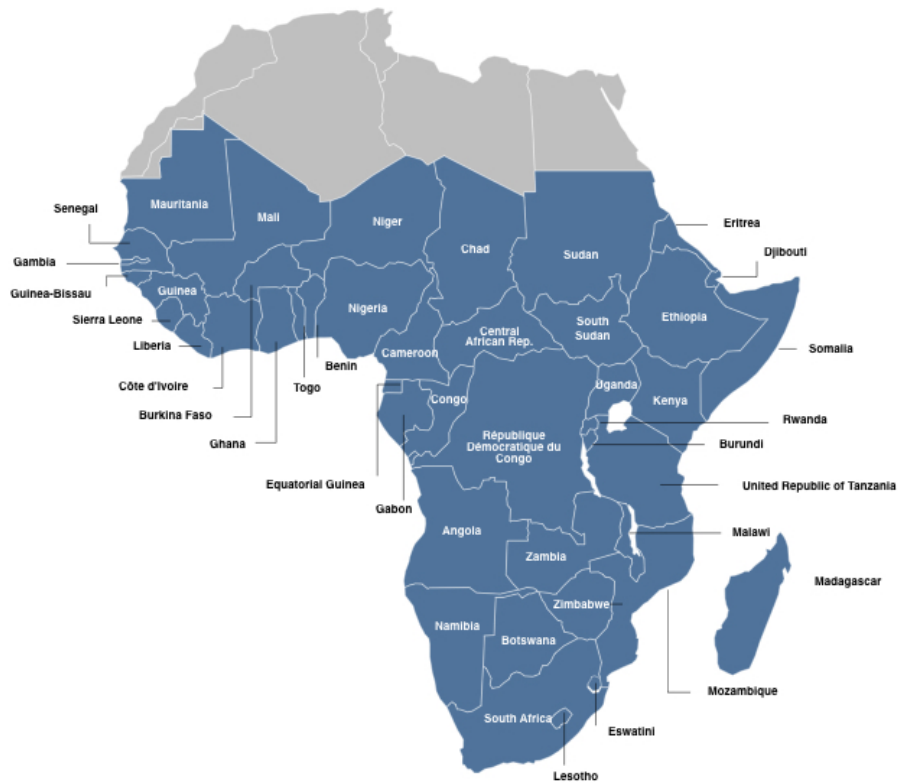 Mauritania
Senegal
Mali
Niger
Eritrea
Chad
Sudan
Djibouti
Gambia
Guinea-Bissau
Guinea
Nigeria
Ethiopia
Sierra Leone
South
Sudan
Central
African Rep.
Liberia
Cameroon
Somalia
Benin
Côte d'Ivoire
Togo
Uganda
Congo
Kenya
Burkina Faso
Rwanda
Ghana
République
Démocratique du
Congo
Burundi
Equatorial Guinea
United Republic of Tanzania
Gabon
Angola
Malawi
Zambia
Madagascar
Zimbabwe
Namibia
Botswana
Mozambique
South Africa
Eswatini
Lesotho